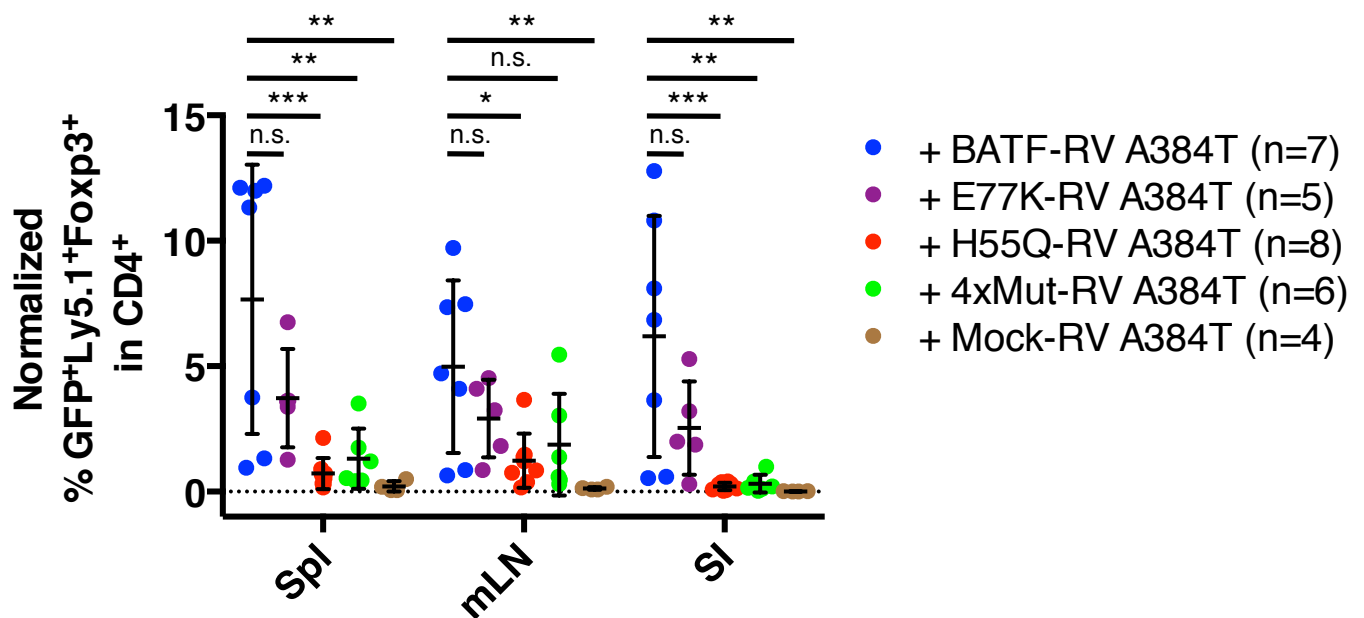 ** ** **
** n.s. **
*** * ***
n.s. n.s. n.s.
15
10
5
0
Normalized
% GFP⁺Ly5.1⁺Foxp3⁺
in CD4⁺
Spl mLN SI
+ BATF-RV A384T (n=7)
+ E77K-RV A384T (n=5)
+ H55Q-RV A384T (n=8)
+ 4xMut-RV A384T (n=6)
+ Mock-RV A384T (n=4)